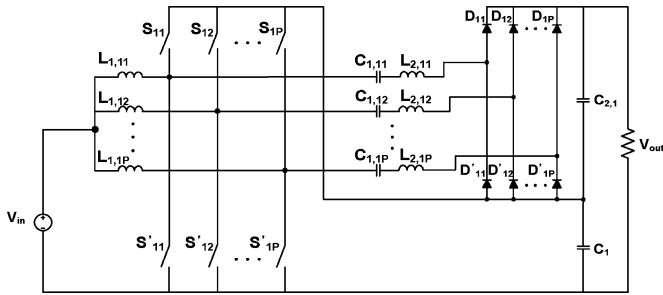 S11 S12 S1P
D11 D12 D1P
L1,11
C1,11 L2,11
L1,12
C1,12 L2,12
C2,1
L1,1P
C1,1P L2,1P
Vout
D'11 D'12 D'1P
Vin
S'11 S'12 S'1P
C1